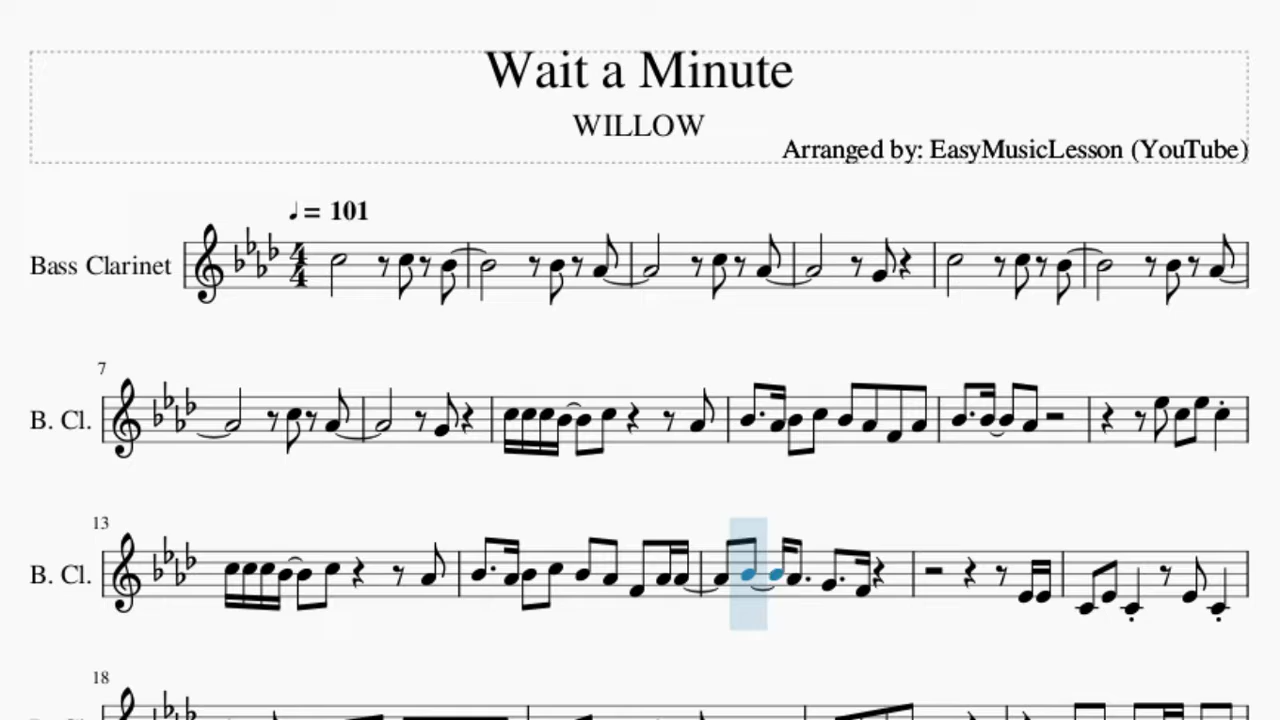 Wait a Minute
WILLOW
Arranged by: EasyMusicLesson (YouTube)
♩= 101
Bass Clarinet
4
4
7
B. Cl.
13
B. Cl.
18